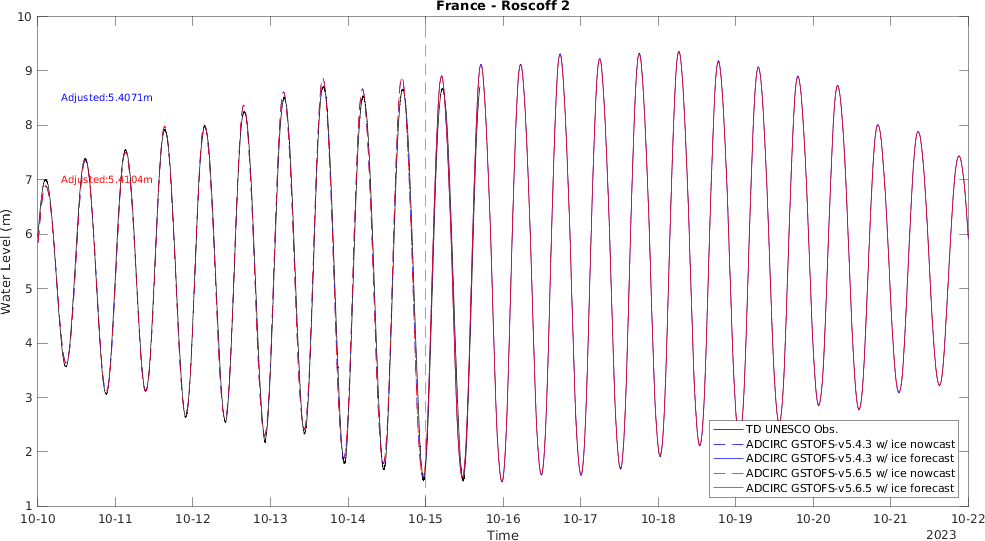 France - Roscoff 2
10
9
8
7
6
5
4
3
2
1
Water Level (m)
Adjusted:5.4071m
Adjusted:5.4104m
TD UNESCO Obs.
ADCIRC GSTOFS-v5.4.3 w/ ice nowcast
ADCIRC GSTOFS-v5.4.3 w/ ice forecast
ADCIRC GSTOFS-v5.6.5 w/ ice nowcast
ADCIRC GSTOFS-v5.6.5 w/ ice forecast
10-10 10-11 10-12 10-13 10-14 10-15 10-16 10-17 10-18 10-19 10-20 10-21 10-22
Time
2023